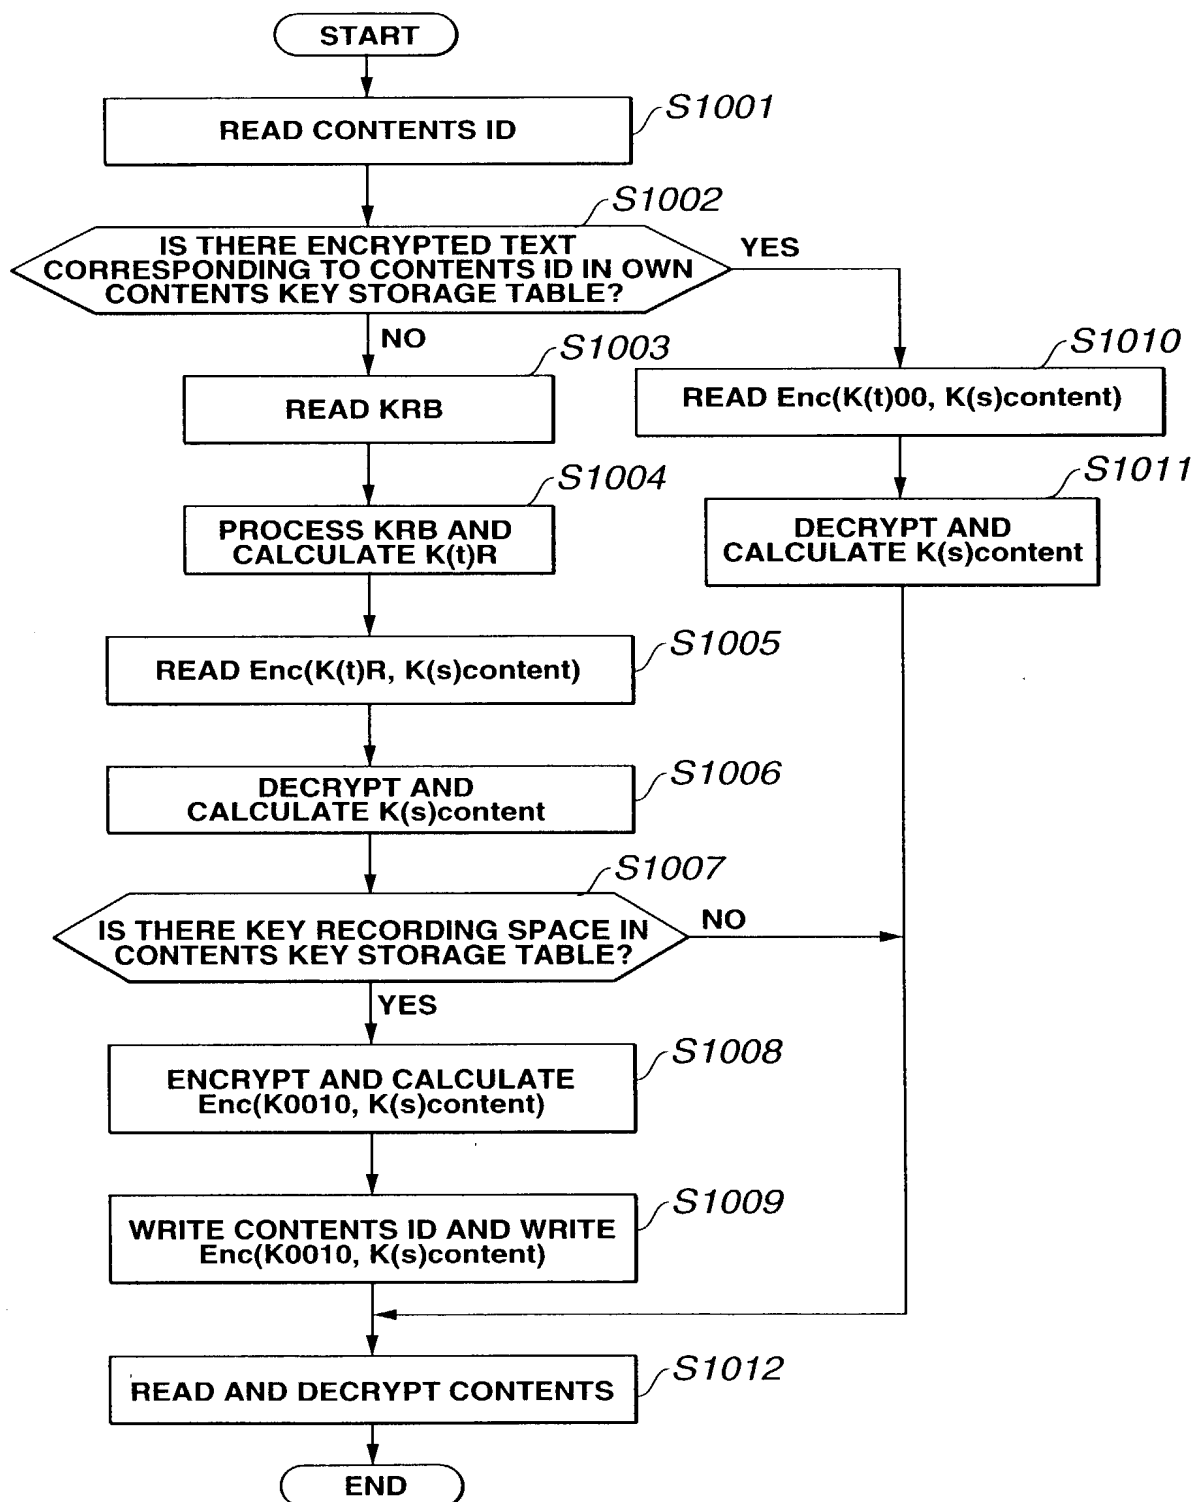 START
S1001
READ CONTENTS ID
S1002
IS THERE ENCRYPTED TEXT
CORRESPONDING TO CONTENTS ID IN OWN
CONTENTS KEY STORAGE TABLE?
YES
NO
S1003
READ KRB
S1010
READ Enc(K(t)00, K(s)content)
S1004
PROCESS KRB AND
CALCULATE K(t)R
S1011
DECRYPT AND
CALCULATE K(s)content
S1005
READ Enc(K(t)R, K(s)content)
S1006
DECRYPT AND
CALCULATE K(s)content
S1007
IS THERE KEY RECORDING SPACE IN
CONTENTS KEY STORAGE TABLE?
NO
YES
S1008
ENCRYPT AND CALCULATE
Enc(K0010, K(s)content)
S1009
WRITE CONTENTS ID AND WRITE
Enc(K0010, K(s)content)
S1012
READ AND DECRYPT CONTENTS
END